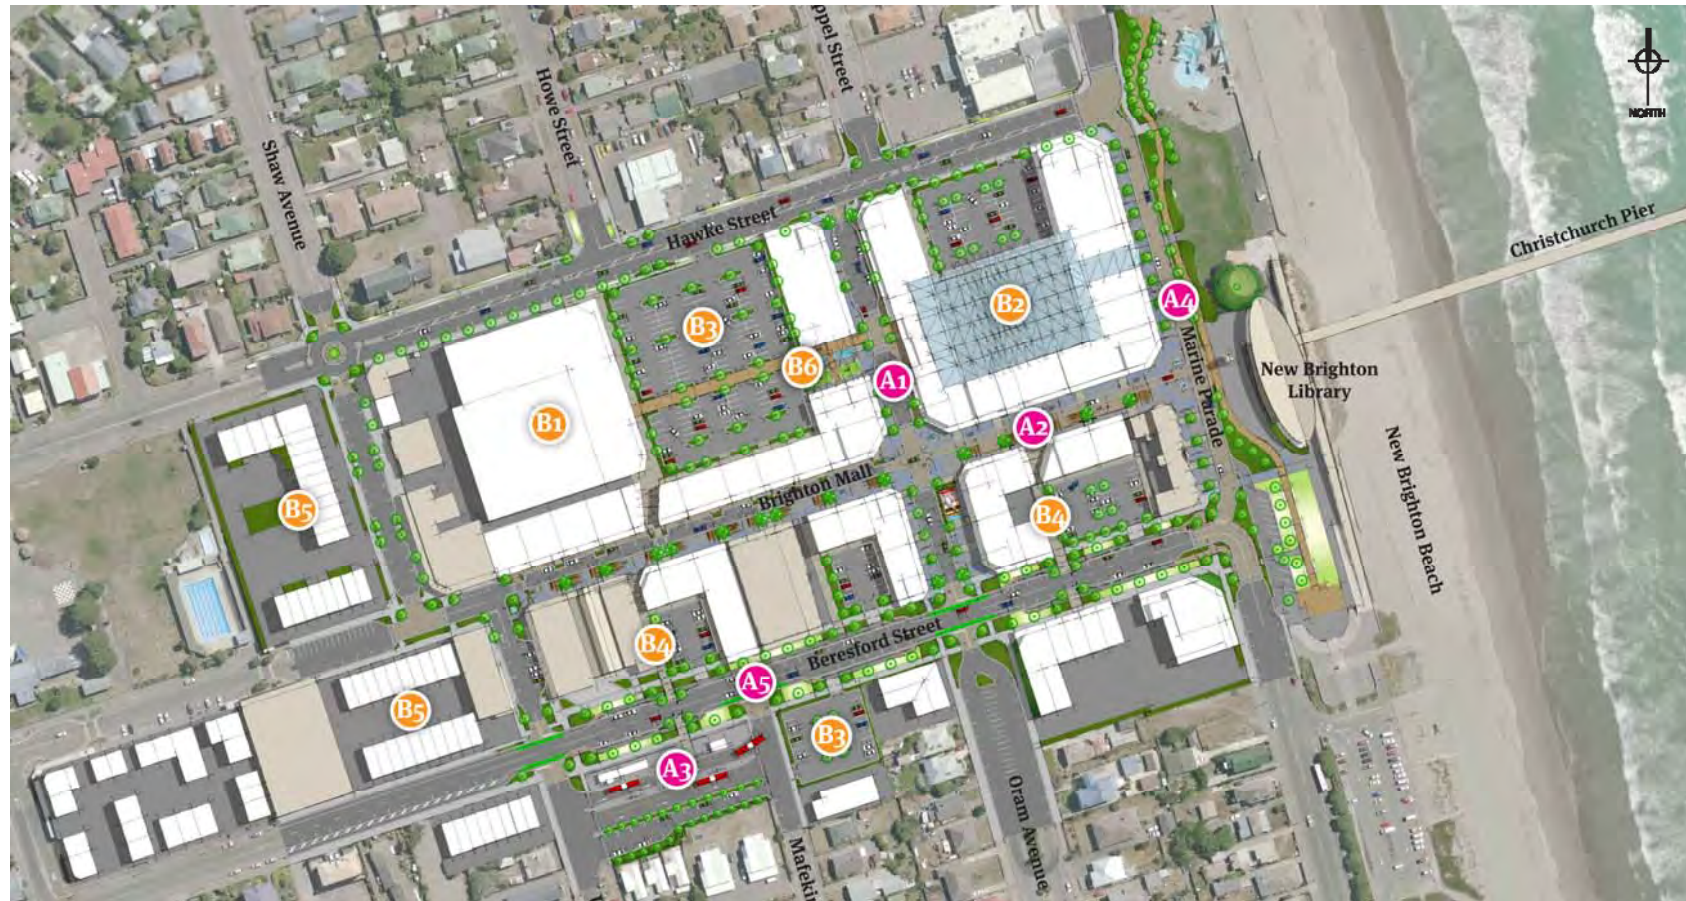 ppel Street
NORTH
Howe Street
Shaw Avenue
Hawke Street
Christchurch Pier
B2
A4
B3
B6
A1
Marine Parade
New Brighton
Library
B1
A2
New Brighton Beach
Brighton Mall
B5
B4
B4
Beresford Street
A5
B5
B3
A3
Oram Avenue
Mafekin